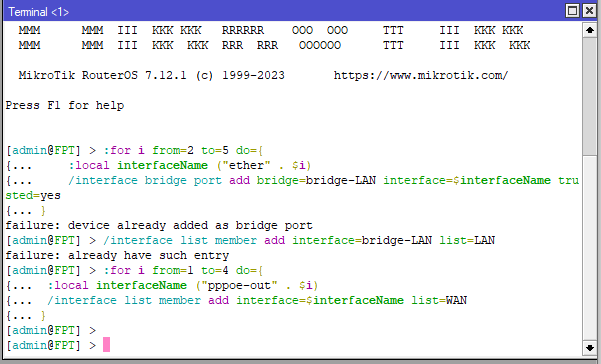 Terminal <1>
MMM      MMM  III  KKK KKK   RRRRRR    OOO  OOO     TTT     III  KKK KKK
MMM      MMM  III  KKK  KKK  RRR  RRR   OOOOOO      TTT     III  KKK  KKK
MikroTik RouterOS 7.12.1 (c) 1999-2023       https://www.mikrotik.com/
Press F1 for help
[admin@FPT] > :for i from=2 to=5 do={
{...     :local interfaceName ("ether" . $i)
{...     /interface bridge port add bridge=bridge-LAN interface=$interfaceName tru
sted=yes
{... }
failure: device already added as bridge port
[admin@FPT] > /interface list member add interface=bridge-LAN list=LAN
failure: already have such entry
[admin@FPT] > :for i from=1 to=4 do={
{...  :local interfaceName ("pppoe-out" . $i)
{...  /interface list member add interface=$interfaceName list=WAN
{... }
[admin@FPT] >
[admin@FPT] >